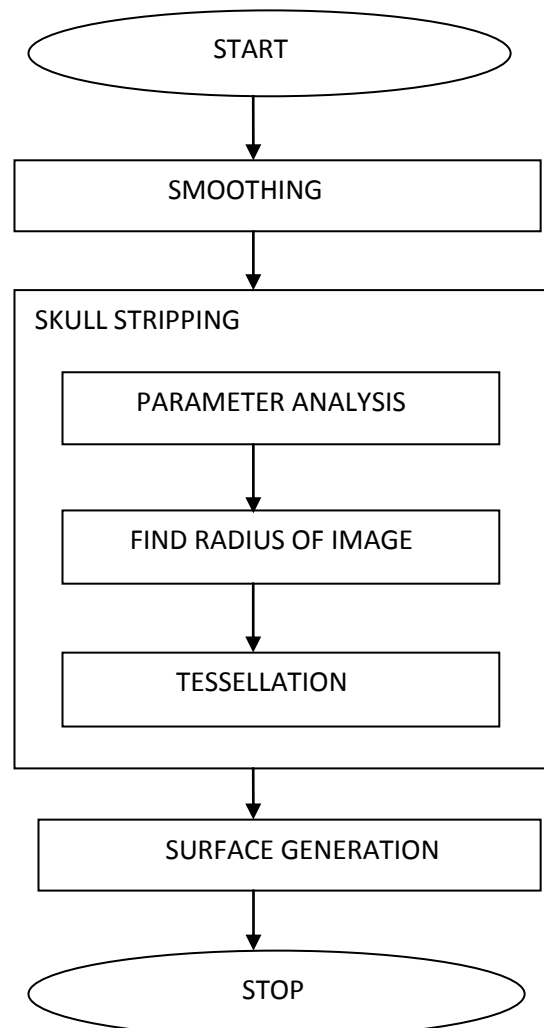 START
SMOOTHING
SKULL STRIPPING
PARAMETER ANALYSIS
FIND RADIUS OF IMAGE
TESSELLATION
SURFACE GENERATION
STOP